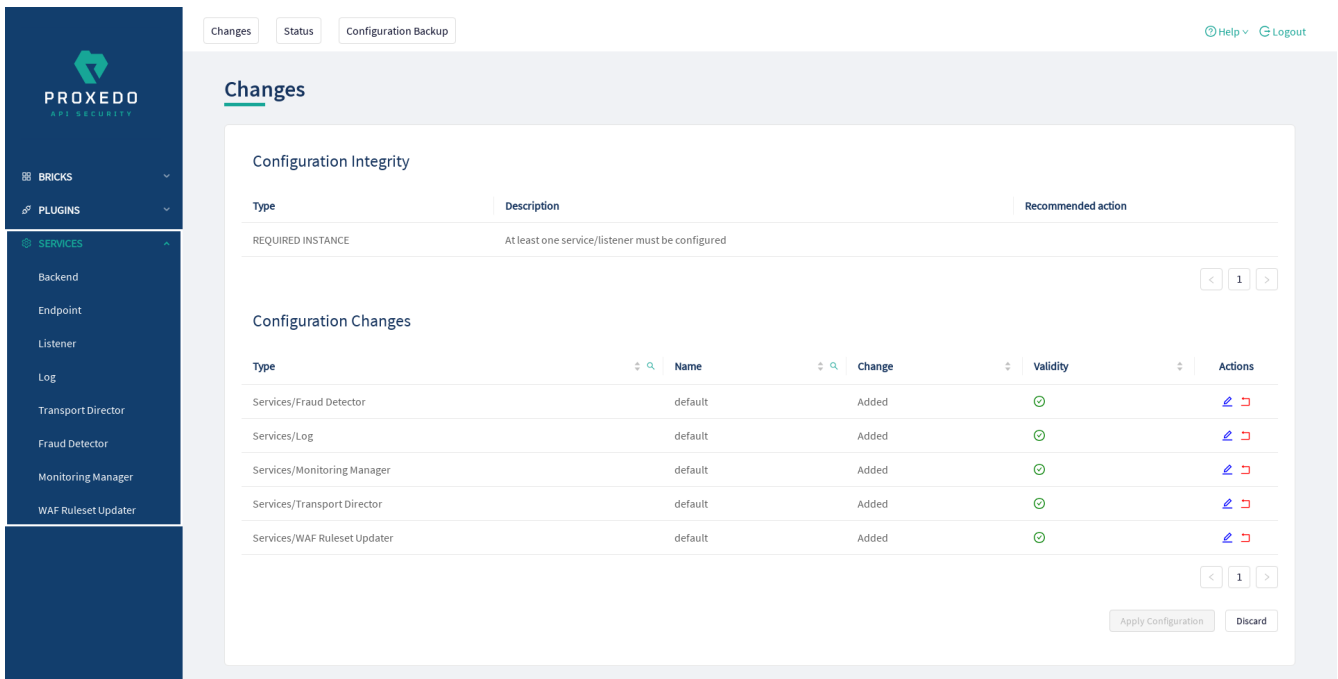 Changes Status Configuration Backup Help Logout
PROXEDO
API SECURITY
BRICKS
PLUGINS
SERVICES
Backend
Endpoint
Listener
Log
Transport Director
Fraud Detector
Monitoring Manager
WAF Ruleset Updater
Changes
Configuration Integrity
Type Description Recommended action
REQUIRED INSTANCE At least one service/listener must be configured
< 1 >
Configuration Changes
Type Name Change Validity Actions
Services/Fraud Detector default Added
Services/Log default Added
Services/Monitoring Manager default Added
Services/Transport Director default Added
Services/WAF Ruleset Updater default Added
< 1 >
Apply Configuration Discard